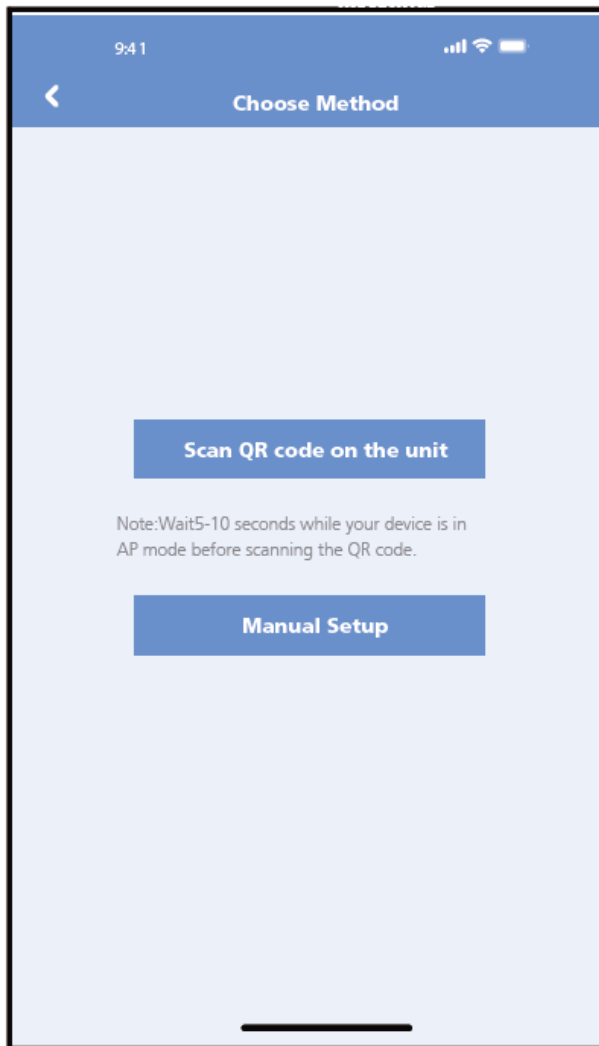 9:41
Choose Method
Scan QR code on the unit
Note:Wait5-10 seconds while your device is in
AP mode before scanning the QR code.
Manual Setup